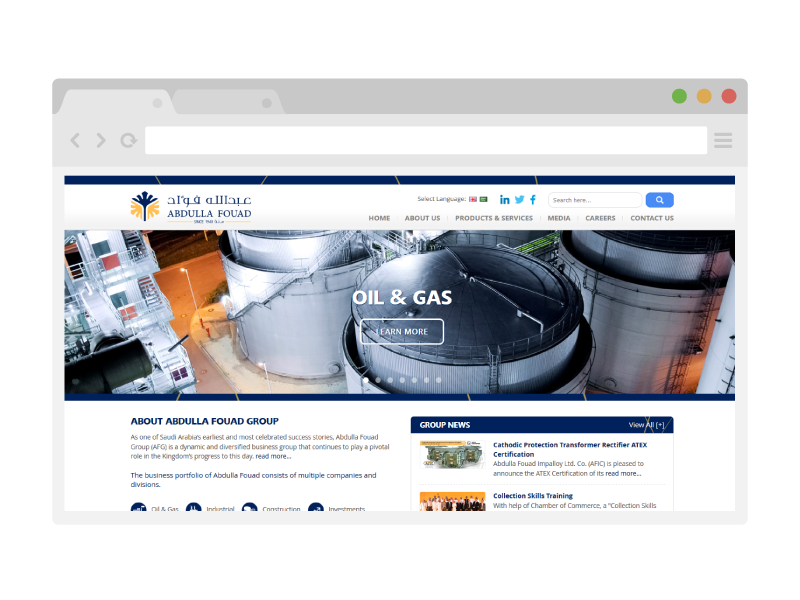 عبدالله فؤاد
ABDULLA FOUAD
Select Language:
Search here...
HOME
ABOUT US
PRODUCTS & SERVICES
MEDIA
CAREERS
CONTACT US
OIL & GAS
LEARN MORE
ABOUT ABDULLA FOUAD GROUP
As one of Saudi Arabia's earliest and most celebrated success stories, Abdulla Fouad
Group (AFG) is a dynamic and diversified business group that continues to play a pivotal
role in the Kingdom's progress to this day. read more...
The business portfolio of Abdulla Fouad consists of multiple companies and
divisions.
Oil & Gas
Industrial
Construction
Investments
GROUP NEWS
View All [+]
Cathodic Protection Transformer Rectifier ATEX
Certification
Abdulla Fouad Impalloy Ltd. Co. (AFIC) is pleased to
announce the ATEX Certification of its read more...
Collection Skills Training
With help of Chamber of Commerce, a "Collection Skills